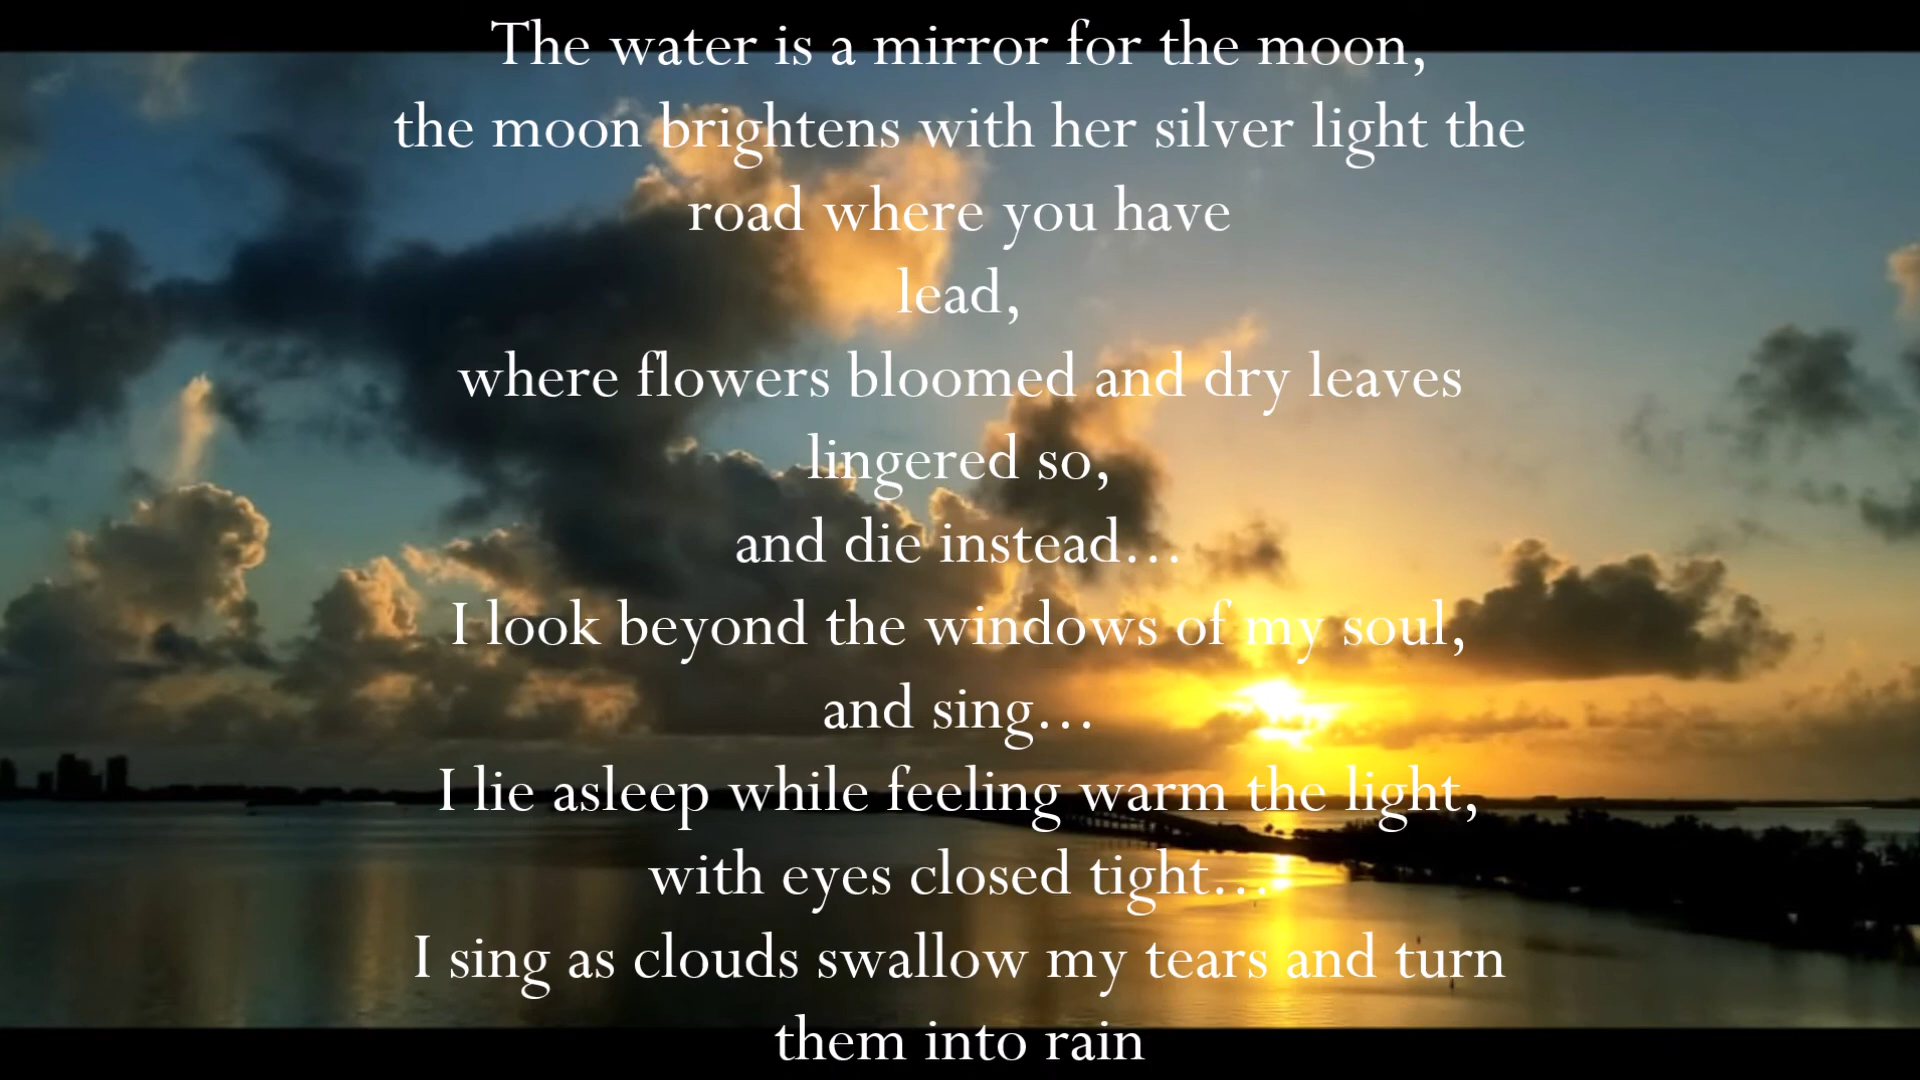 The water is a mirror for the moon,
the moon brightens with her silver light the
road where you have
lead,
where flowers bloomed and dry leaves
lingered so,
and die instead…
I look beyond the windows of my soul,
and sing…
I lie asleep while feeling warm the light,
with eyes closed tight…
I sing as clouds swallow my tears and turn
them into rain